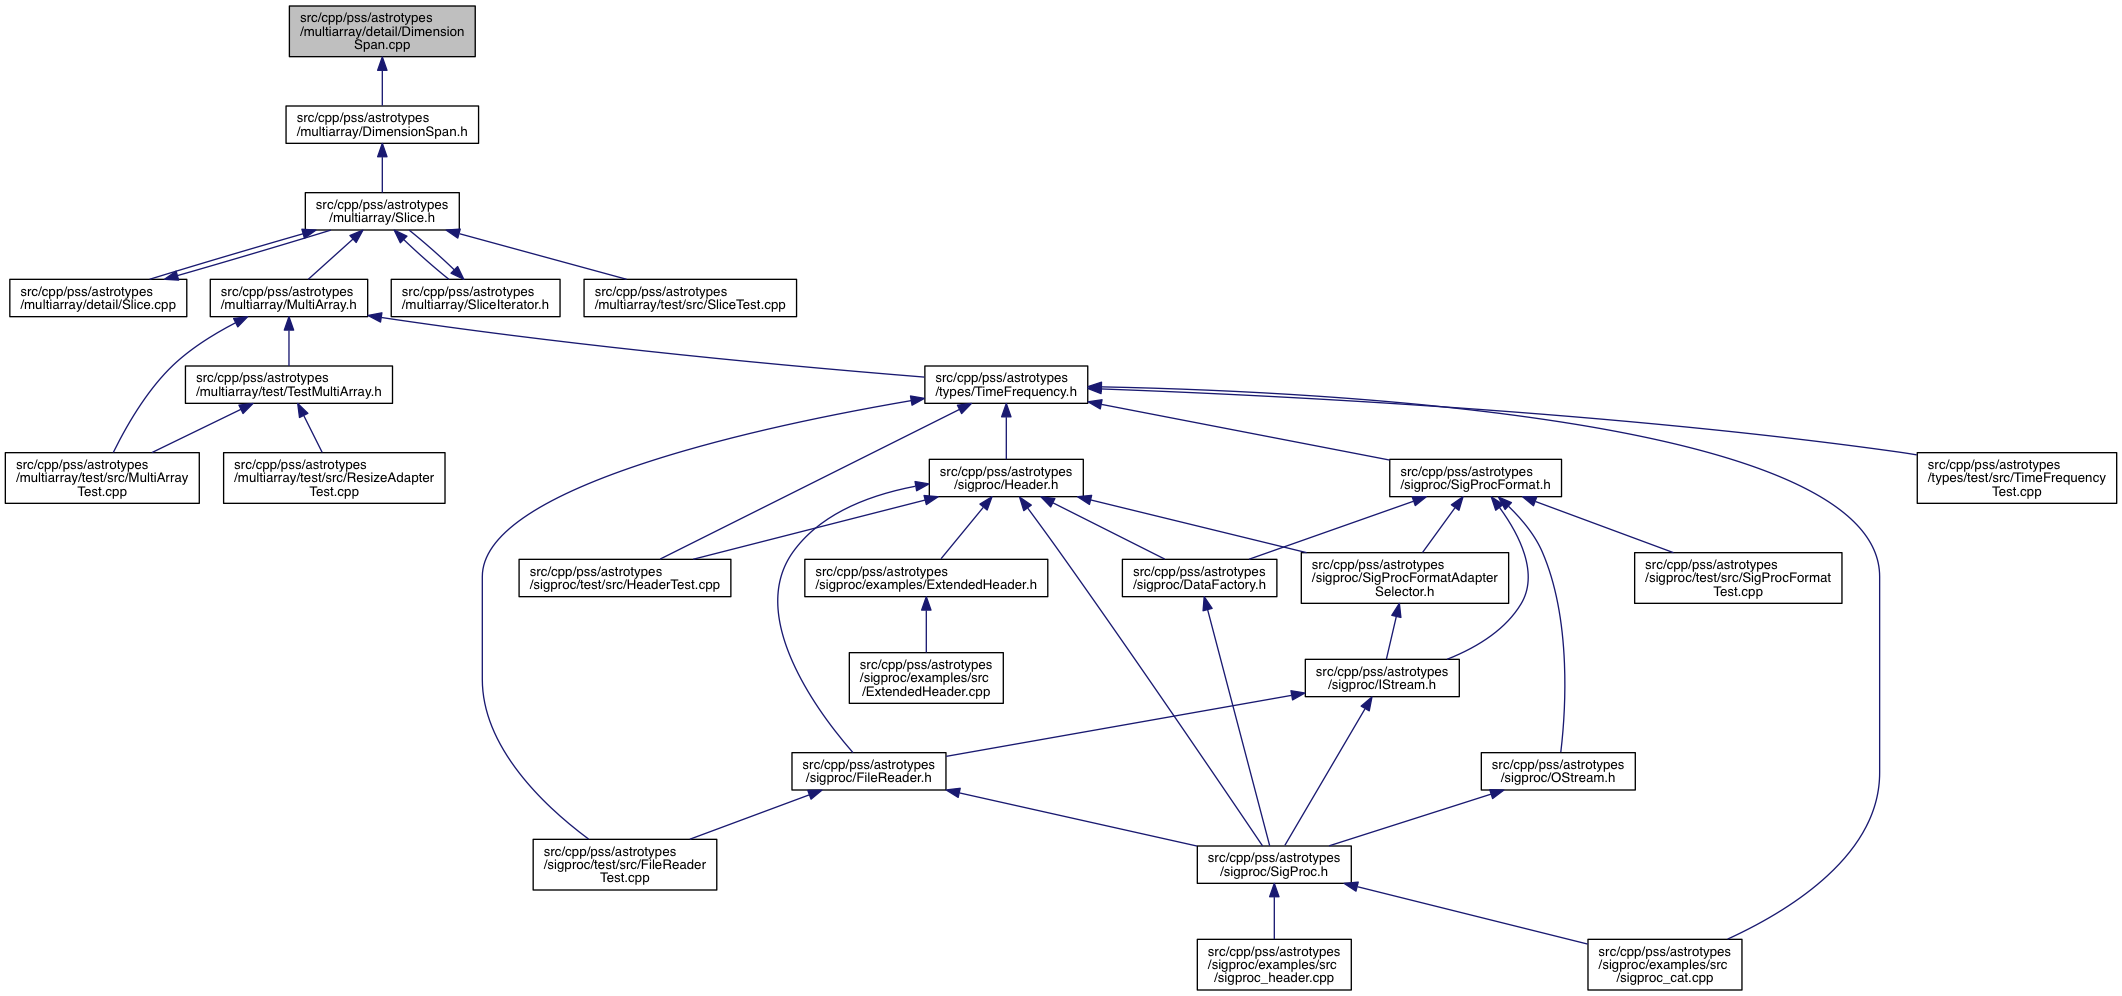 src/cpp/pss/astrotypes
/multiarray/detail/Dimension
Span.cpp
src/cpp/pss/astrotypes
/multiarray/DimensionSpan.h
src/cpp/pss/astrotypes
/multiarray/Slice.h
src/cpp/pss/astrotypes
/multiarray/detail/Slice.cpp
src/cpp/pss/astrotypes
/multiarray/MultiArray.h
src/cpp/pss/astrotypes
/multiarray/SliceIterator.h
src/cpp/pss/astrotypes
/multiarray/test/src/SliceTest.cpp
src/cpp/pss/astrotypes
/multiarray/test/TestMultiArray.h
src/cpp/pss/astrotypes
/types/TimeFrequency.h
src/cpp/pss/astrotypes
/multiarray/test/src/MultiArray
Test.cpp
src/cpp/pss/astrotypes
/multiarray/test/src/ResizeAdapter
Test.cpp
src/cpp/pss/astrotypes
/sigproc/Header.h
src/cpp/pss/astrotypes
/sigproc/SigProcFormat.h
src/cpp/pss/astrotypes
/types/test/src/TimeFrequency
Test.cpp
src/cpp/pss/astrotypes
/sigproc/test/src/HeaderTest.cpp
src/cpp/pss/astrotypes
/sigproc/examples/ExtendedHeader.h
src/cpp/pss/astrotypes
/sigproc/DataFactory.h
src/cpp/pss/astrotypes
/sigproc/SigProcFormatAdapter
Selector.h
src/cpp/pss/astrotypes
/sigproc/test/src/SigProcFormat
Test.cpp
src/cpp/pss/astrotypes
/sigproc/examples/src
/ExtendedHeader.cpp
src/cpp/pss/astrotypes
/sigproc/IStream.h
src/cpp/pss/astrotypes
/sigproc/FileReader.h
src/cpp/pss/astrotypes
/sigproc/OStream.h
src/cpp/pss/astrotypes
/sigproc/test/src/FileReader
Test.cpp
src/cpp/pss/astrotypes
/sigproc/SigProc.h
src/cpp/pss/astrotypes
/sigproc/examples/src
/sigproc_header.cpp
src/cpp/pss/astrotypes
/sigproc/examples/src
/sigproc_cat.cpp